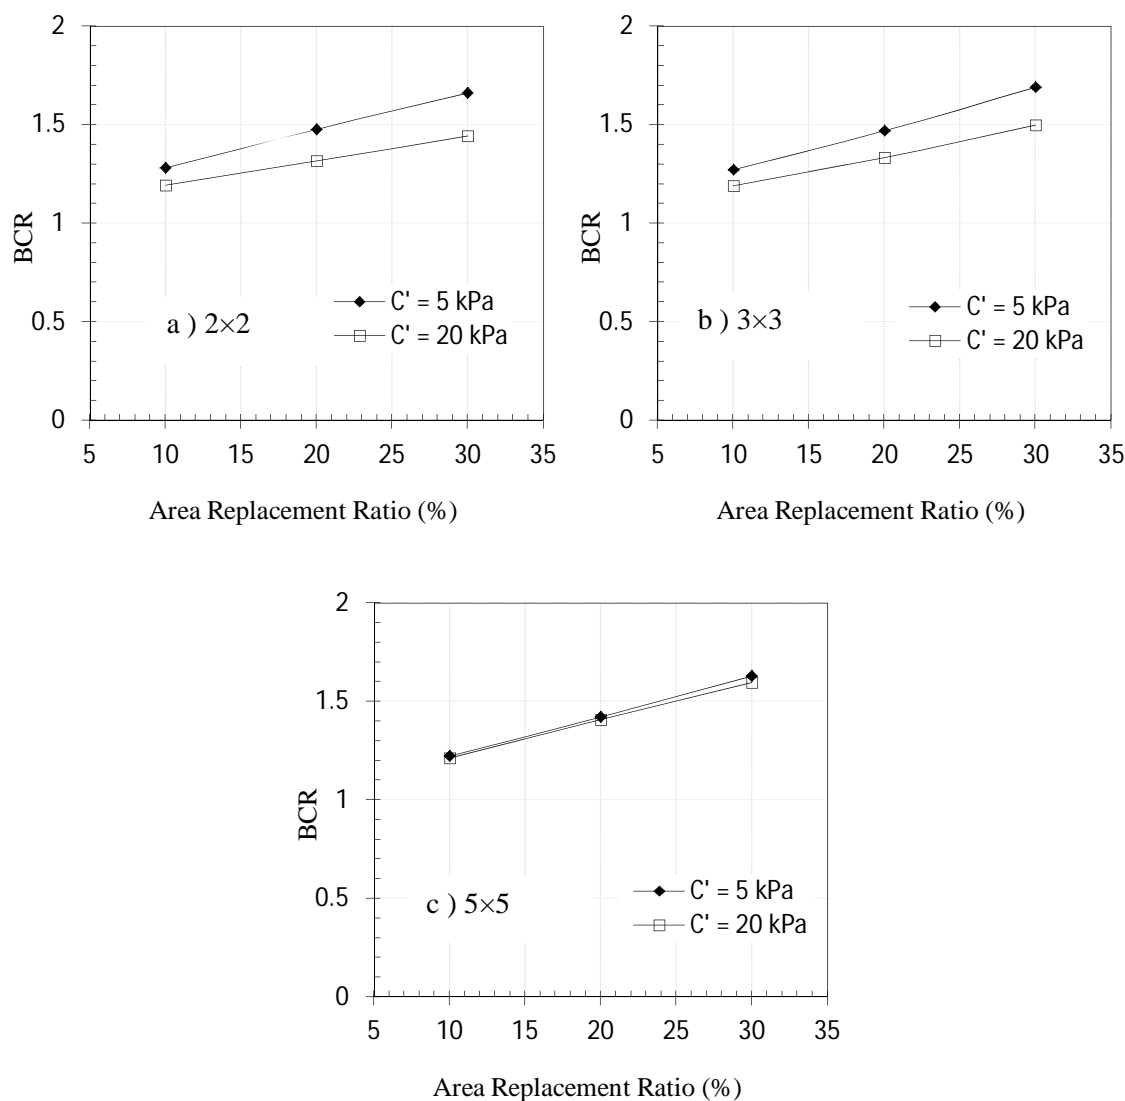 2
1.5
1
0.5
0
BCR
a ) 2×2
C' = 5 kPa
C' = 20 kPa
5 10 15 20 25 30 35
Area Replacement Ratio (%)
2
1.5
1
0.5
0
BCR
b ) 3×3
C' = 5 kPa
C' = 20 kPa
5 10 15 20 25 30 35
Area Replacement Ratio (%)
2
1.5
1
0.5
0
BCR
c ) 5×5
C' = 5 kPa
C' = 20 kPa
5 10 15 20 25 30 35
Area Replacement Ratio (%)